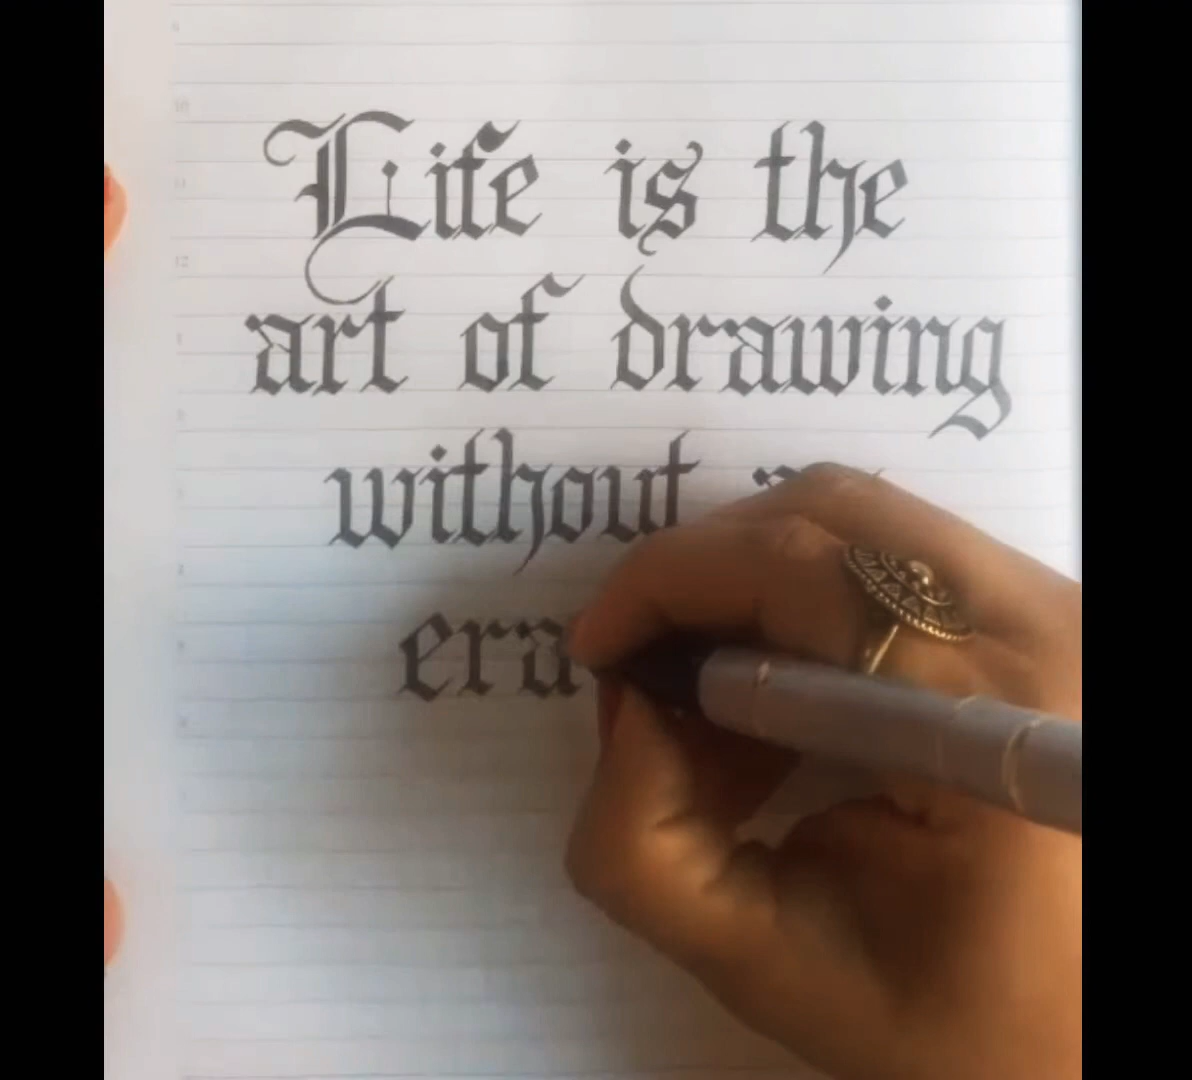 Life is the
art of drawing
without
era